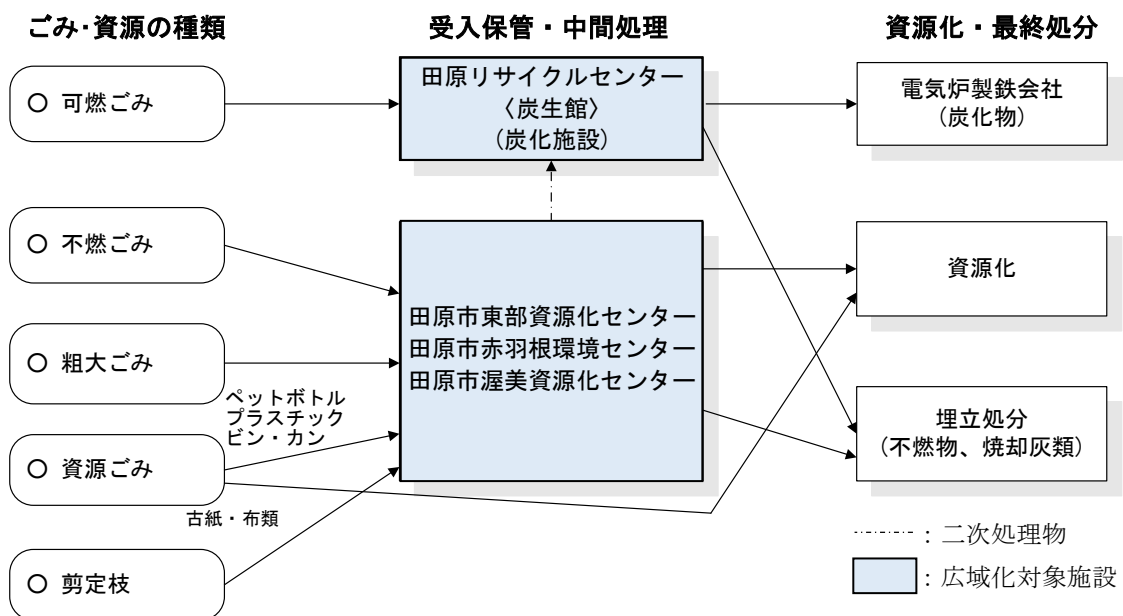 ごみ・資源の種類
受入保管・中間処理
資源化・最終処分
○ 可燃ごみ
田原リサイクルセンター
〈炭生館〉
(炭化施設)
電気炉製鉄会社
(炭化物)
○ 不燃ごみ
資源化
○ 粗大ごみ
田原市東部資源化センター
田原市赤羽根環境センター
田原市渥美資源化センター
ペットボトル
プラスチック
ビン・カン
○ 資源ごみ
埋立処分
(不燃物、焼却灰類)
古紙・布類
○ 剪定枝
：二次処理物
：広域化対象施設